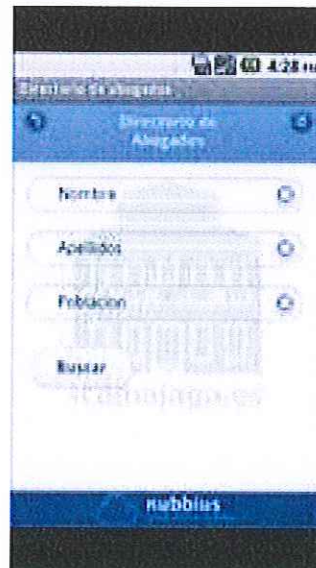 4:28
Directorio de abogados
Directorio de
Abogados
Nombre
Apellidos
Población
Buscar
nubbius